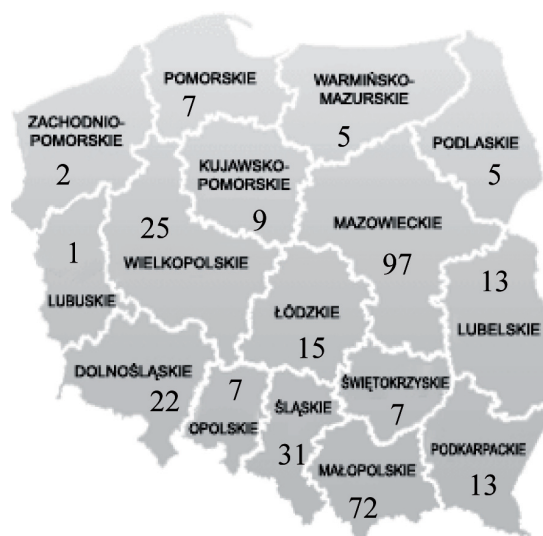 POMORSKIE
7
WARMIŃSKO-
MAZURSKIE
5
ZACHODNIO-
POMORSKIE
2
PODLASKIE
5
KUJAWSKO-
POMORSKIE
9
25
WIELKOPOLSKIE
MAZOWIECKIE
97
1
LUBUSKIE
13
LUBELSKIE
ŁÓDZKIE
15
DOLNOŚLĄSKIE
22
7
OPOLSKIE
ŚLĄSKIE
31
ŚWIĘTOKRZYSKIE
7
MAŁOPOLSKIE
72
PODKARPACKIE
13